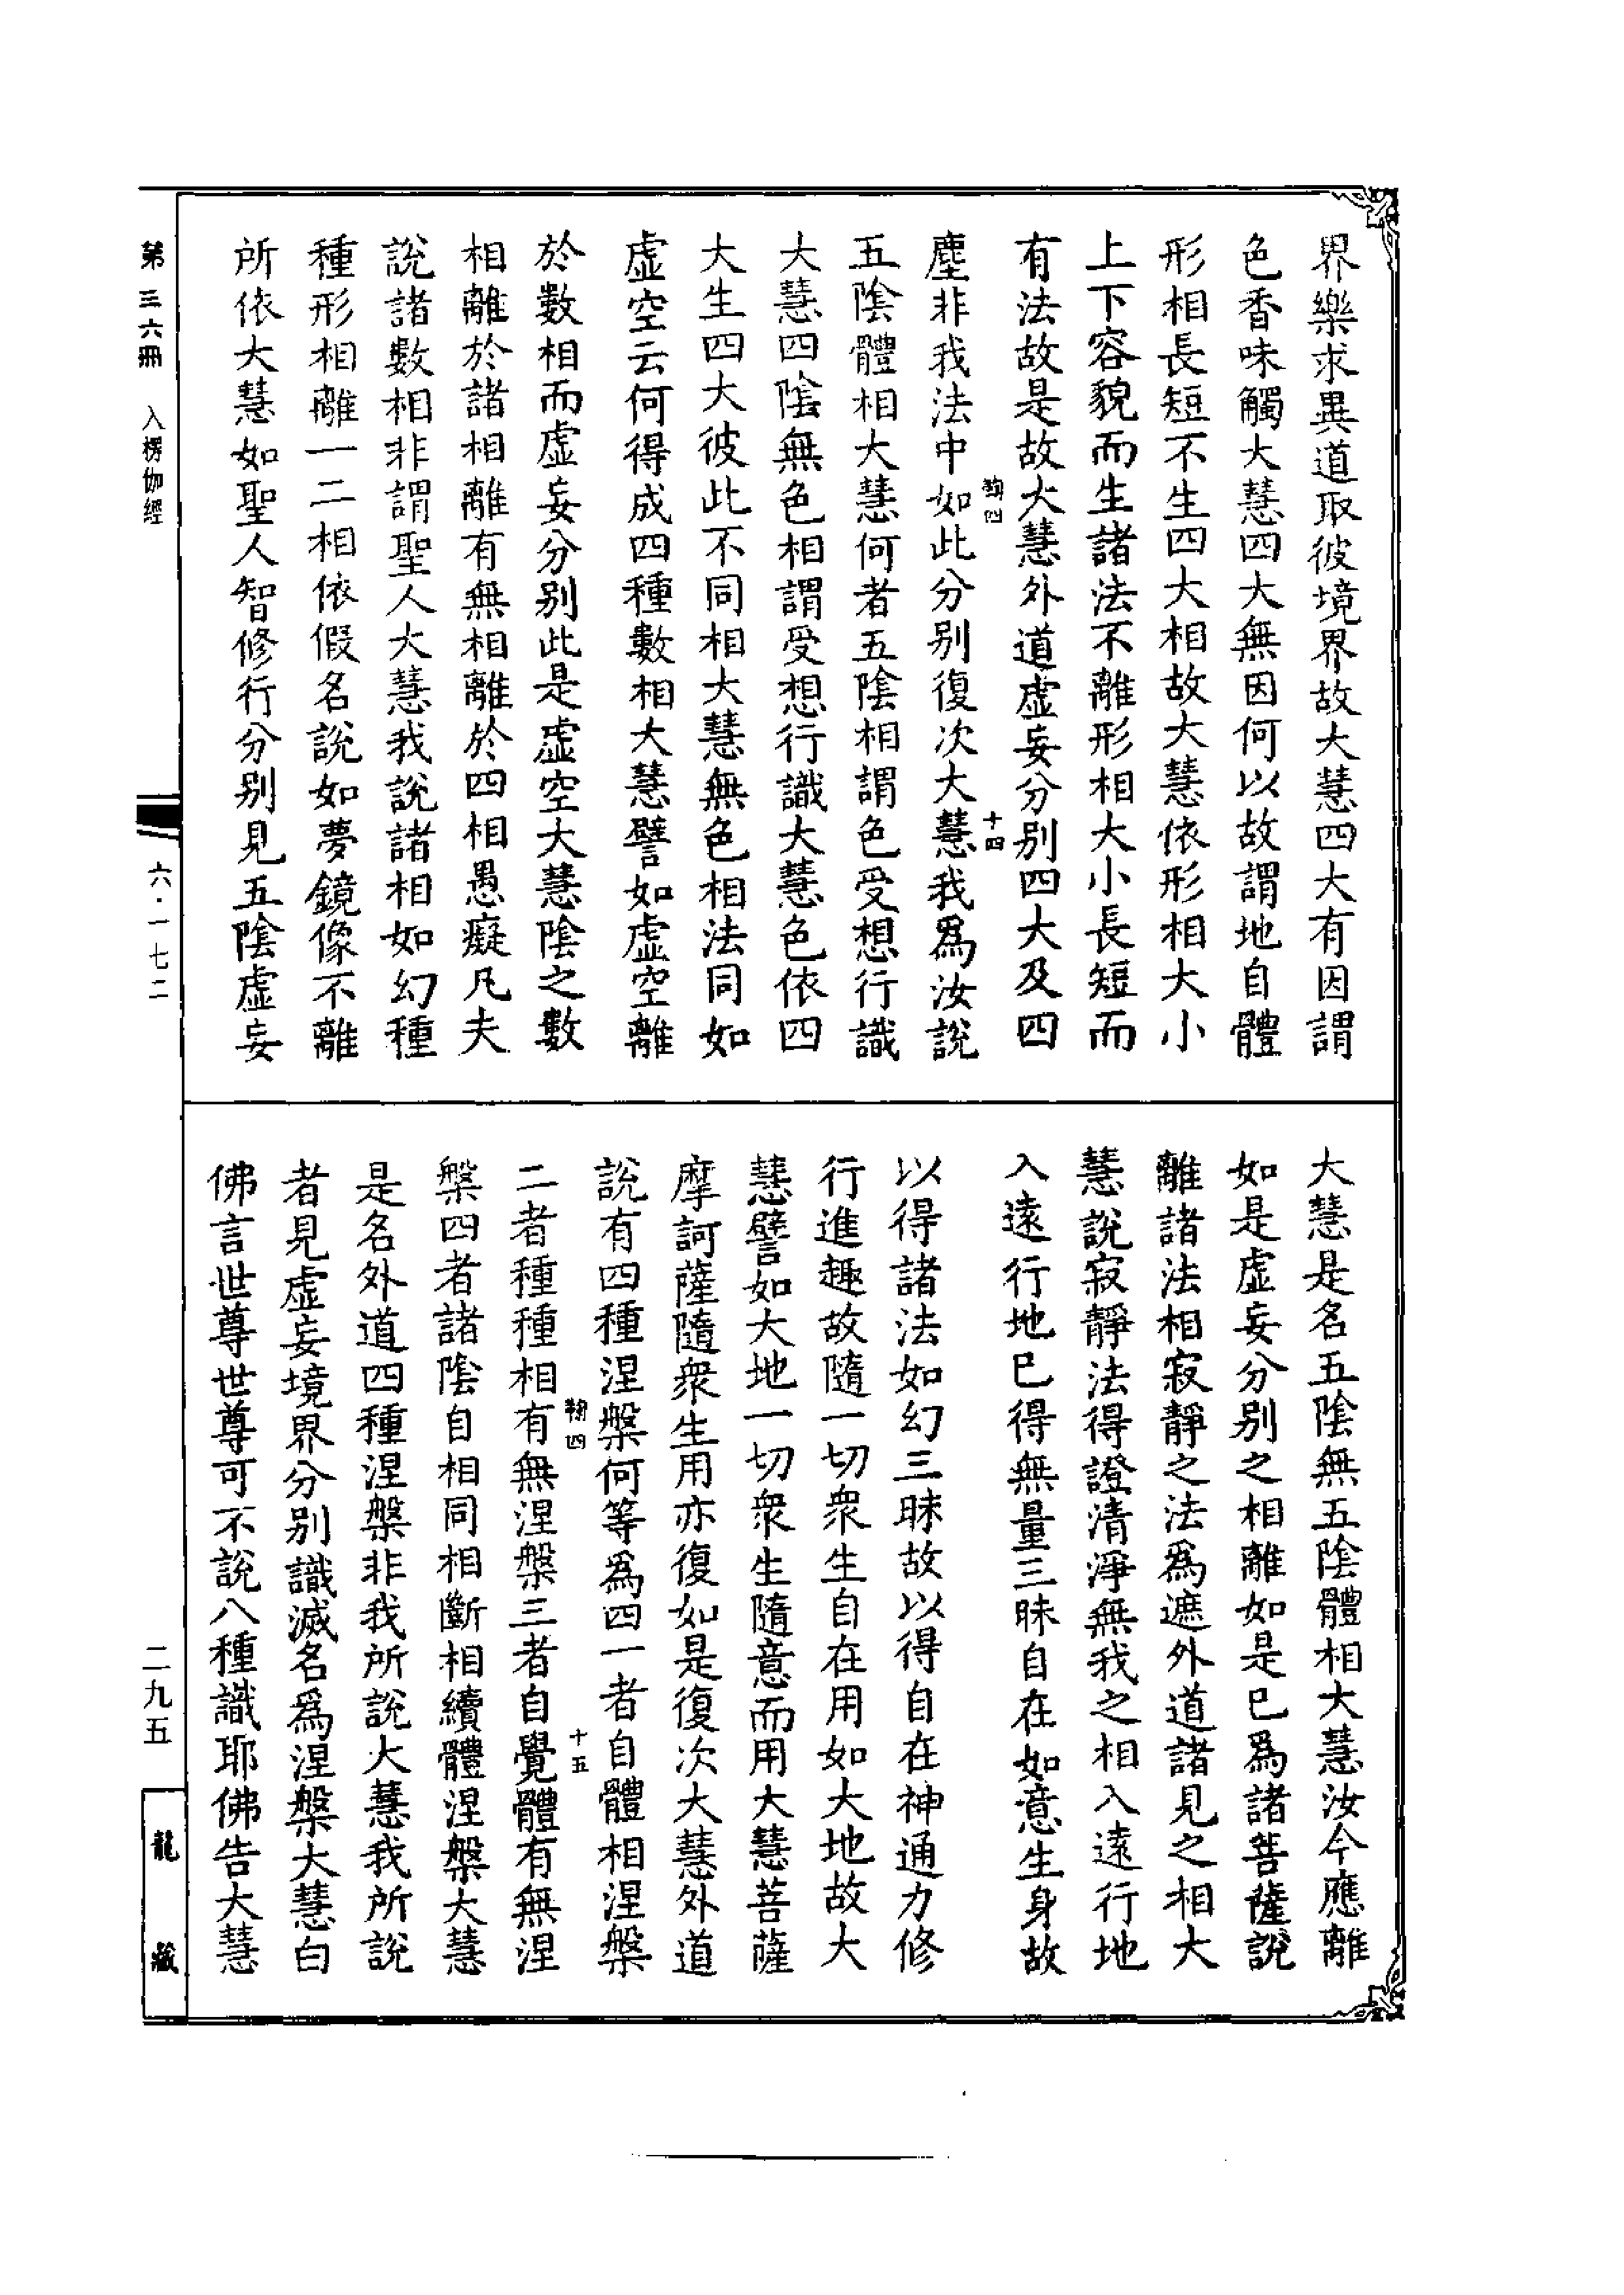 界樂求異道取彼境界故大慧四大有因謂
色香味觸大慧四大無因何以故謂地自體
形相長短不生四大相故大慧依形相大小
上下容貌而生諸法不離形相大小長短而
有法故是故大慧外道虛妄分別四大及四
鞠四
十四
塵非我法中如此分別復次大慧我爲汝說
五陰體相大慧何者五陰相謂色受想行識
大慧四陰無色相謂受想行識大慧色依四
大生四大彼此不同相大慧無色相法同如
虛空云何得成四種數相大慧譬如虛空離
於數相而虛妄分別此是虛空大慧陰之數
相離於諸相離有無相離於四相愚癡凡夫
說諸數相非謂聖人大慧我說諸相如幻種
種形相離一二相依假名說如夢鏡像不離
所依大慧如聖人智修行分別見五陰虛妄
大慧是名五陰無五陰體相大慧汝今應離
如是虛妄分別之相離如是已爲諸菩薩說
離諸法相寂靜之法爲遮外道諸見之相大
慧說寂靜法得證清淨無我之相入遠行地
入遠行地已得無量三昧自在如意生身故
以得諸法如幻三昧故以得自在神通力修
行進趣故隨一切衆生自在用如大地故大
慧譬如大地一切衆生隨意而用大慧菩薩
摩訶薩隨衆生用亦復如是復次大慧外道
說有四種涅槃何等爲四一者自體相涅槃
鞠四
十五
二者種種相有無涅槃三者自覺體有無涅
槃四者諸陰自相同相斷相續體涅槃大慧
是名外道四種涅槃非我所說大慧我所說
者見虛妄境界分別識滅名爲涅槃大慧白
佛言世尊世尊可不說八種識耶佛告大慧
第三六冊 入楞伽經
六·一七二
二九五
龍藏